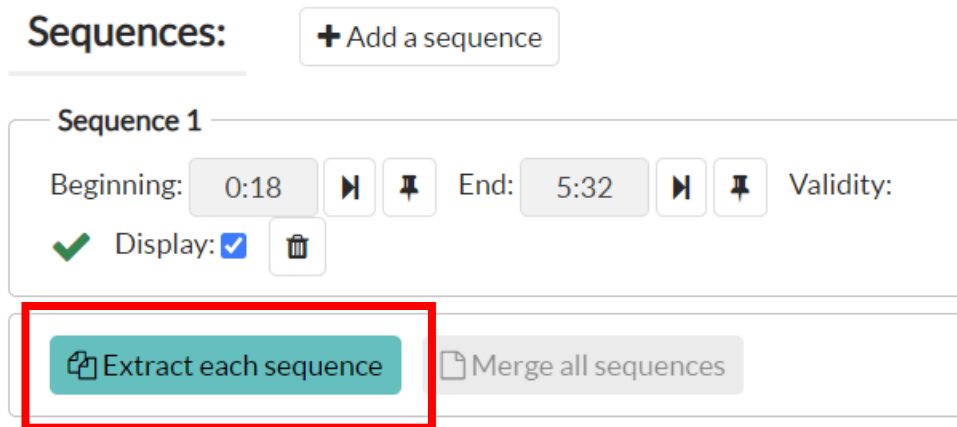 Sequences:
Add a sequence
Sequence 1
Beginning: 0:18 End: 5:32 Validity:
Display:
Extract each sequence Merge all sequences